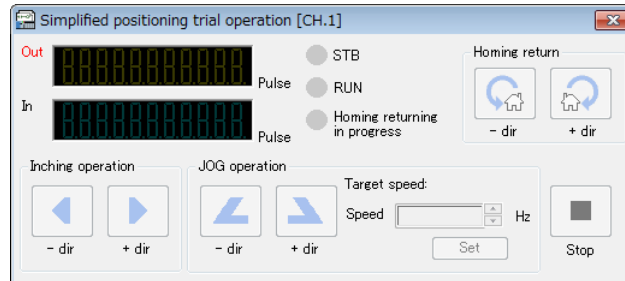 Simplified positioning trial operation [CH.1]
Out
Pulse
In
Pulse
STB
RUN
Homing returning
in progress
Homing return
- dir
+ dir
Inching operation
- dir
+ dir
JOG operation
- dir
+ dir
Target speed:
Speed
Hz
Set
Stop